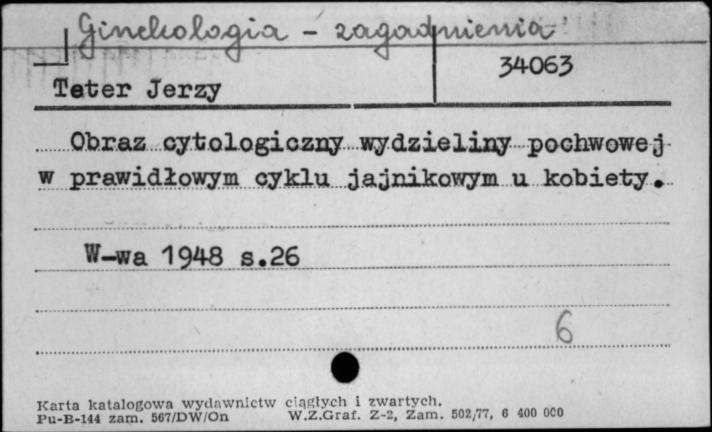 Ginekologia - zagadnienia
34063
Teter Jerzy
Obraz cytologiczny wydzieliny pochwowej
w prawidłowym cyklu jajnikowym u kobiety.
W-wa 1948 s.26
6
Karta katalogowa wydawnictw ciągłych i zwartych.
Pu-B-144 zam. 567/DW/On W.Z.Graf. Z-2, Zam. 502/77, 6 400 000